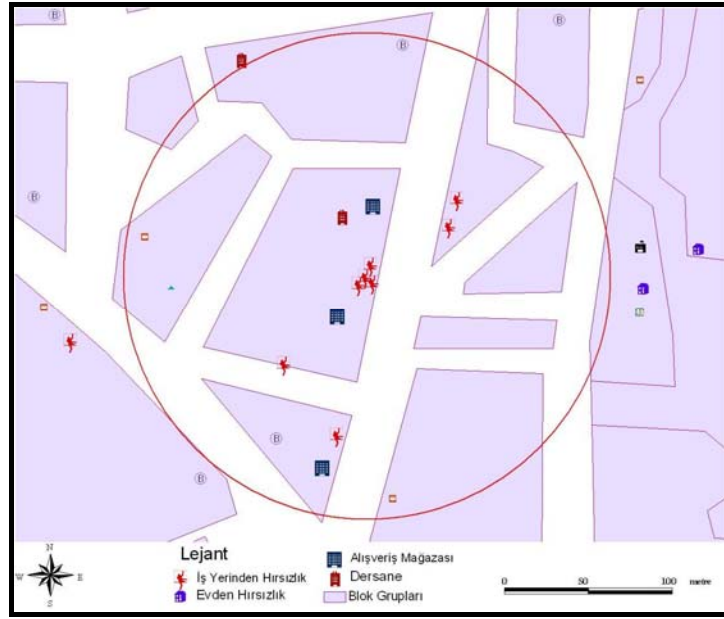 B
B
B
B
B
B
N
W E
S
Lejant
İş Yerinden Hırsızlık
Evden Hırsızlık
Alışveriş Mağazası
Dersane
Blok Grupları
0 50 100 metre